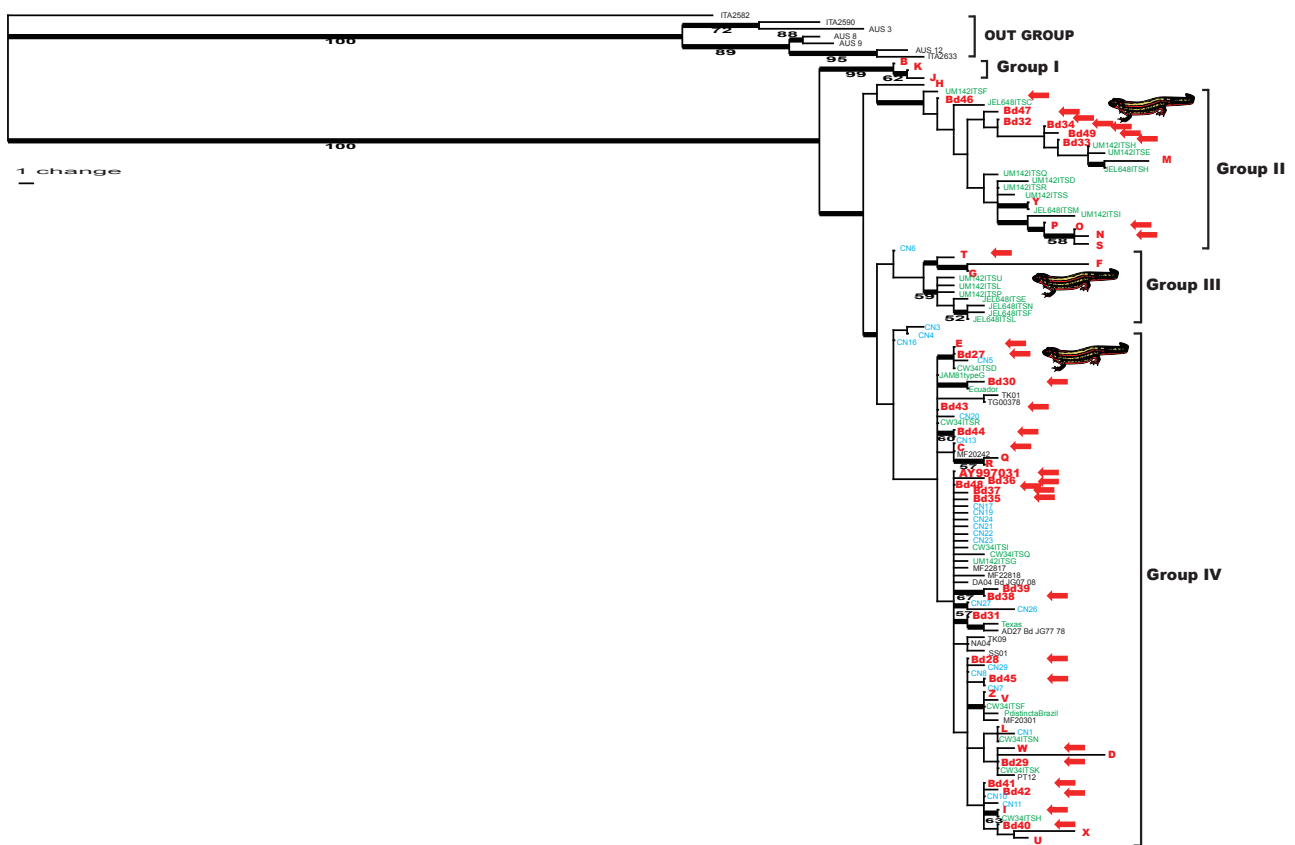 ITA2582
ITA2590
AUS 3
72
88
AUS 8
100
AUS 9
OUT GROUP
89
AUS 12
95
ITA2633
B
K
99
62
J
Group I
H
UM142ITSF
Bd46
JEL648ITSC
Bd47
Bd32
Bd34
Bd49
Bd33
UM142ITSH
UM142ITSE
M
JEL648ITSH
100
1 change
Group II
UM142ITSQ
UM142ITSD
UM142ITSR
UM142ITSS
Y
JEL648ITSM
UM142ITSI
P
O
N
58
S
CN6
T
F
G
UM142ITSU
UM142ITSL
UM142ITSP
59
JEL648ITSE
JEL648ITSN
JEL648ITSF
52
JEL648ITSL
Group III
CN3
CN4
CN16
E
Bd27
CN5
CW34ITSD
JAM81typeG
Bd30
Ecuador
TK01
TG00378
Bd43
CN20
CW34ITSR
Bd44
60
CN13
C
MF20242
Q
57
R
AY997031
Bd36
Bd48
Bd37
Bd35
CN17
CN19
CN24
CN21
CN22
CN23
CW34ITSI
CW34ITSQ
UM142ITSG
MF22817
MF22818
DA04 Bd JG07 08
Group IV
Bd39
67
Bd38
CN27
CN26
57
Bd31
Texas
AD27 Bd JG77 78
TK09
NA04
SS01
Bd28
CN29
CN8
Bd45
CN7
Z
V
CW34ITSF
PdistinctaBrazil
MF20301
L
CN1
CW34ITSN
W
D
Bd29
CW34ITSK
PT12
Bd41
Bd42
CN10
CN11
I
CW34ITSH
63
Bd40
X
U